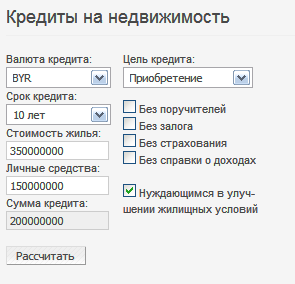 Кредиты на недвижимость
Валюта кредита:
BYR
Срок кредита:
10 лет
Стоимость жилья:
350000000
Личные средства:
150000000
Сумма кредита:
200000000
Рассчитать
Цель кредита:
Приобретение
Без поручителей
Без залога
Без страхования
Без справки о доходах
Нуждающимся в улуч-
шении жилищных условий